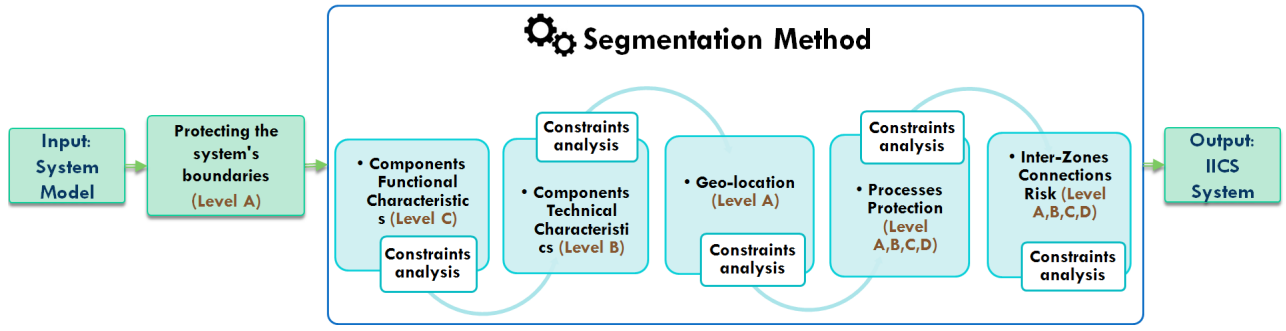 Segmentation Method
Input:
System
Model
Protecting the
system's
boundaries
(Level A)
• Components
Functional
Characteristic
s (Level C)
Constraints
analysis
Constraints
analysis
• Components
Technical
Characteristi
cs (Level B)
• Geo-location
(Level A)
Constraints
analysis
Constraints
analysis
• Processes
Protection
(Level
A,B,C,D)
• Inter-Zones
Connections
Risk (Level
A,B,C,D)
Constraints
analysis
Output:
IICS
System